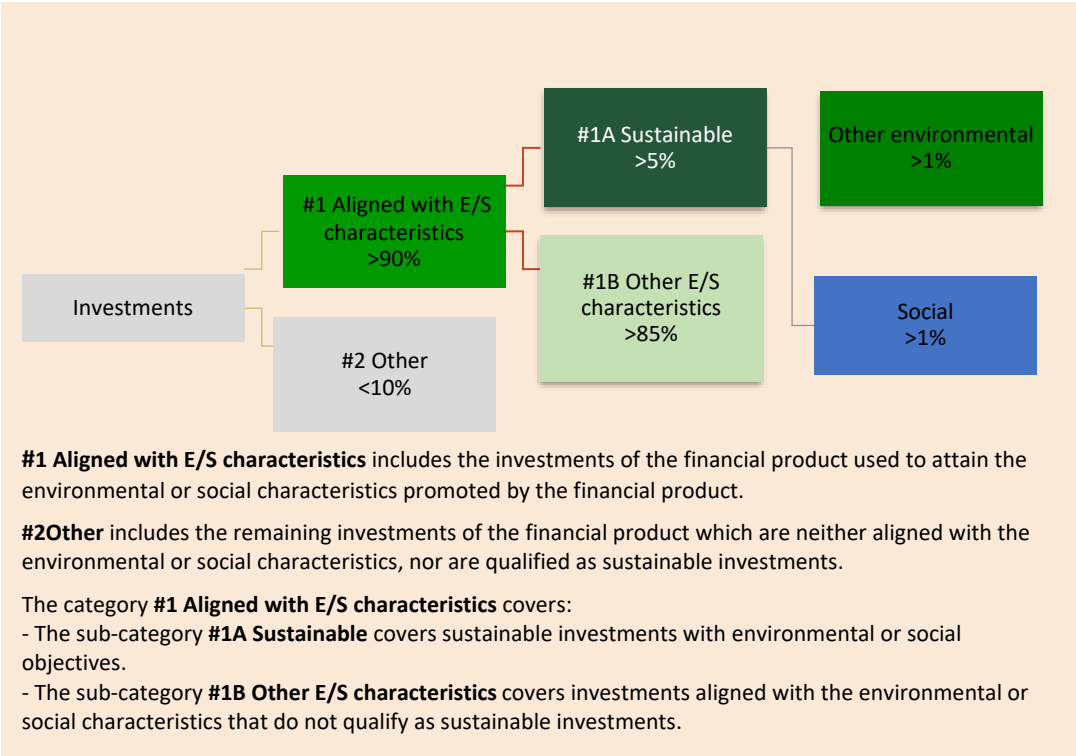 #1A Sustainable
>5%
Other environmental
>1%
#1 Aligned with E/S
characteristics
>90%
#1B Other E/S
characteristics
>85%
Investments
Social
>1%
#2 Other
<10%
#1 Aligned with E/S characteristics includes the investments of the financial product used to attain the
environmental or social characteristics promoted by the financial product.
#2Other includes the remaining investments of the financial product which are neither aligned with the
environmental or social characteristics, nor are qualified as sustainable investments.
The category #1 Aligned with E/S characteristics covers:
- The sub-category #1A Sustainable covers sustainable investments with environmental or social
objectives.
- The sub-category #1B Other E/S characteristics covers investments aligned with the environmental or
social characteristics that do not qualify as sustainable investments.